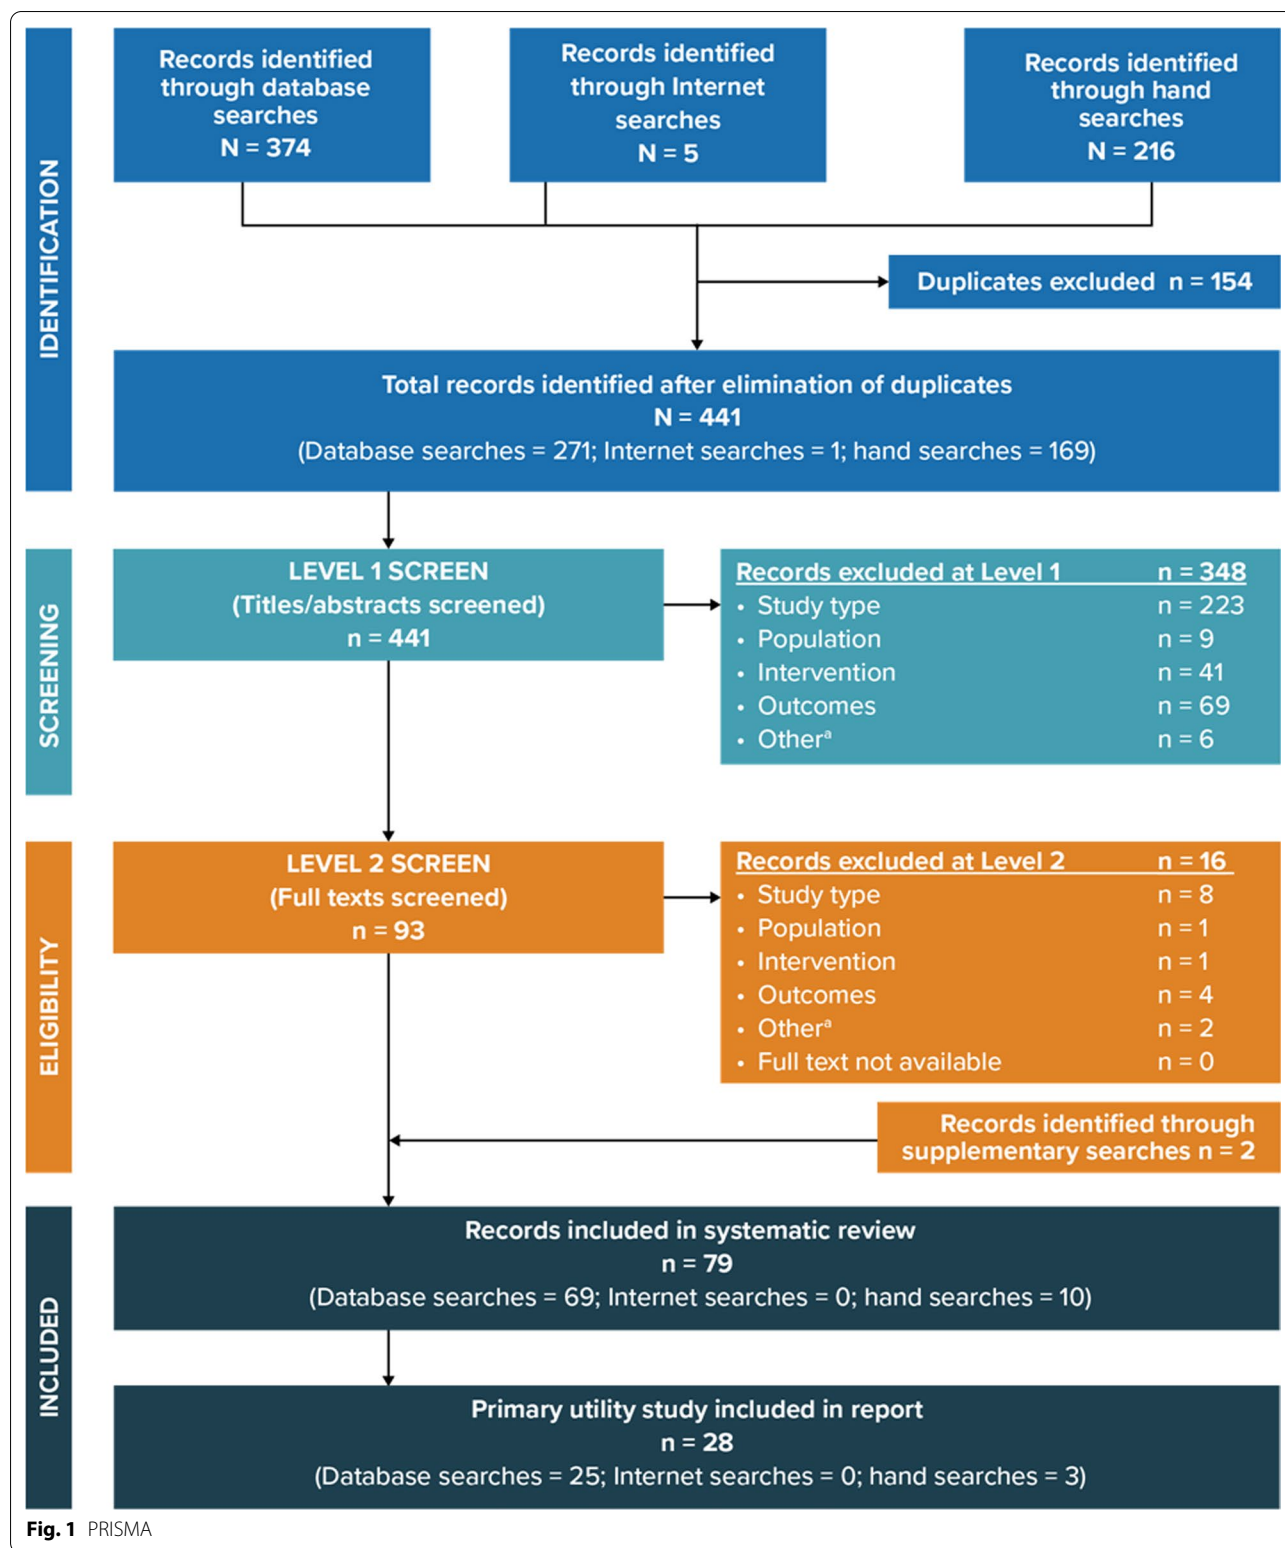 IDENTIFICATION
Records identified
through database
searches
N = 374
Records identified
through Internet
searches
N = 5
Records identified
through hand
searches
N = 216
Duplicates excluded n = 154
Total records identified after elimination of duplicates
N = 441
(Database searches = 271; Internet searches = 1; hand searches = 169)
SCREENING
LEVEL 1 SCREEN
(Titles/abstracts screened)
n = 441
Records excluded at Level 1 n = 348
• Study type n = 223
• Population n = 9
• Intervention n = 41
• Outcomes n = 69
• Otherᵃ n = 6
ELIGIBILITY
LEVEL 2 SCREEN
(Full texts screened)
n = 93
Records excluded at Level 2 n = 16
• Study type n = 8
• Population n = 1
• Intervention n = 1
• Outcomes n = 4
• Otherᵃ n = 2
• Full text not available n = 0
Records identified through
supplementary searches n = 2
INCLUDED
Records included in systematic review
n = 79
(Database searches = 69; Internet searches = 0; hand searches = 10)
Primary utility study included in report
n = 28
(Database searches = 25; Internet searches = 0; hand searches = 3)
Fig. 1 PRISMA